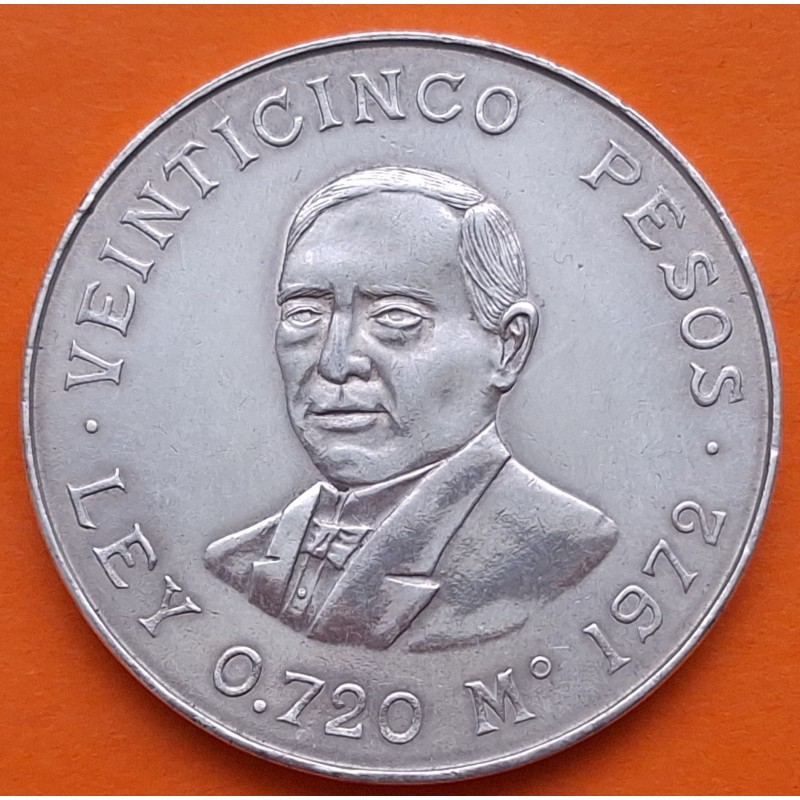 · VEINTICINCO PESOS ·
LEY 0.720 Mº 1972